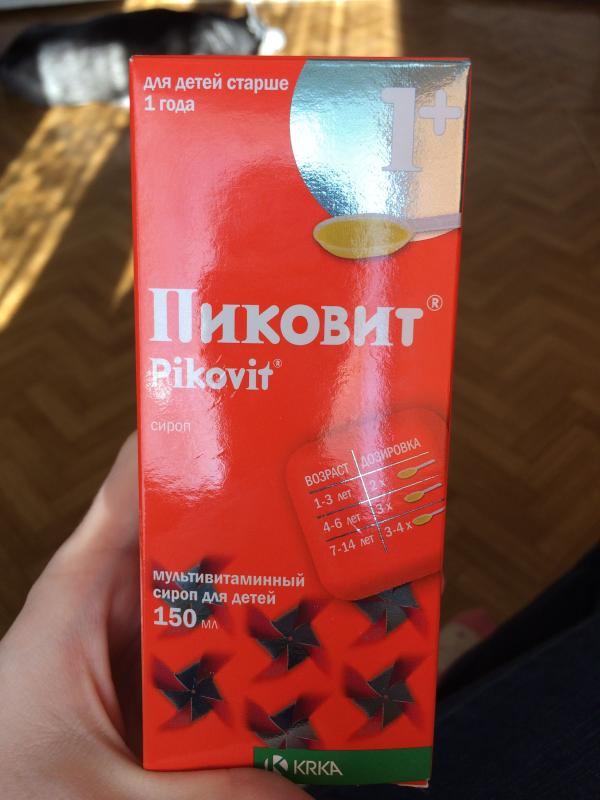 для детей старше
1 года
1+
Пиковит®
Pikovit®
сироп
ВОЗРАСТ ДОЗИРОВКА
1-3 лет 2 х
4-6 лет 3 х
7-14 лет 3-4 х
мультивитаминный
сироп для детей
150 мл
KRKA